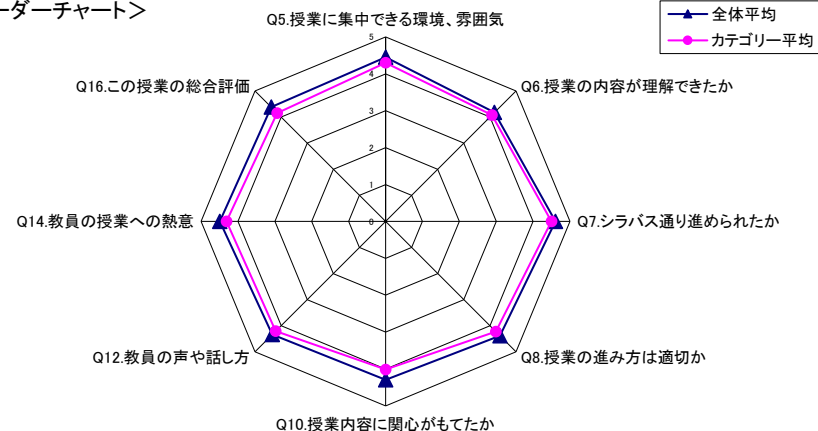 ーダーチャート＞
全体平均
カテゴリー平均
Q5.授業に集中できる環境、雰囲気
Q16.この授業の総合評価
Q6.授業の内容が理解できたか
Q14.教員の授業への熱意
Q7.シラバス通り進められたか
Q12.教員の声や話し方
Q8.授業の進み方は適切か
Q10.授業内容に関心がもてたか
5
4
3
2
1
0